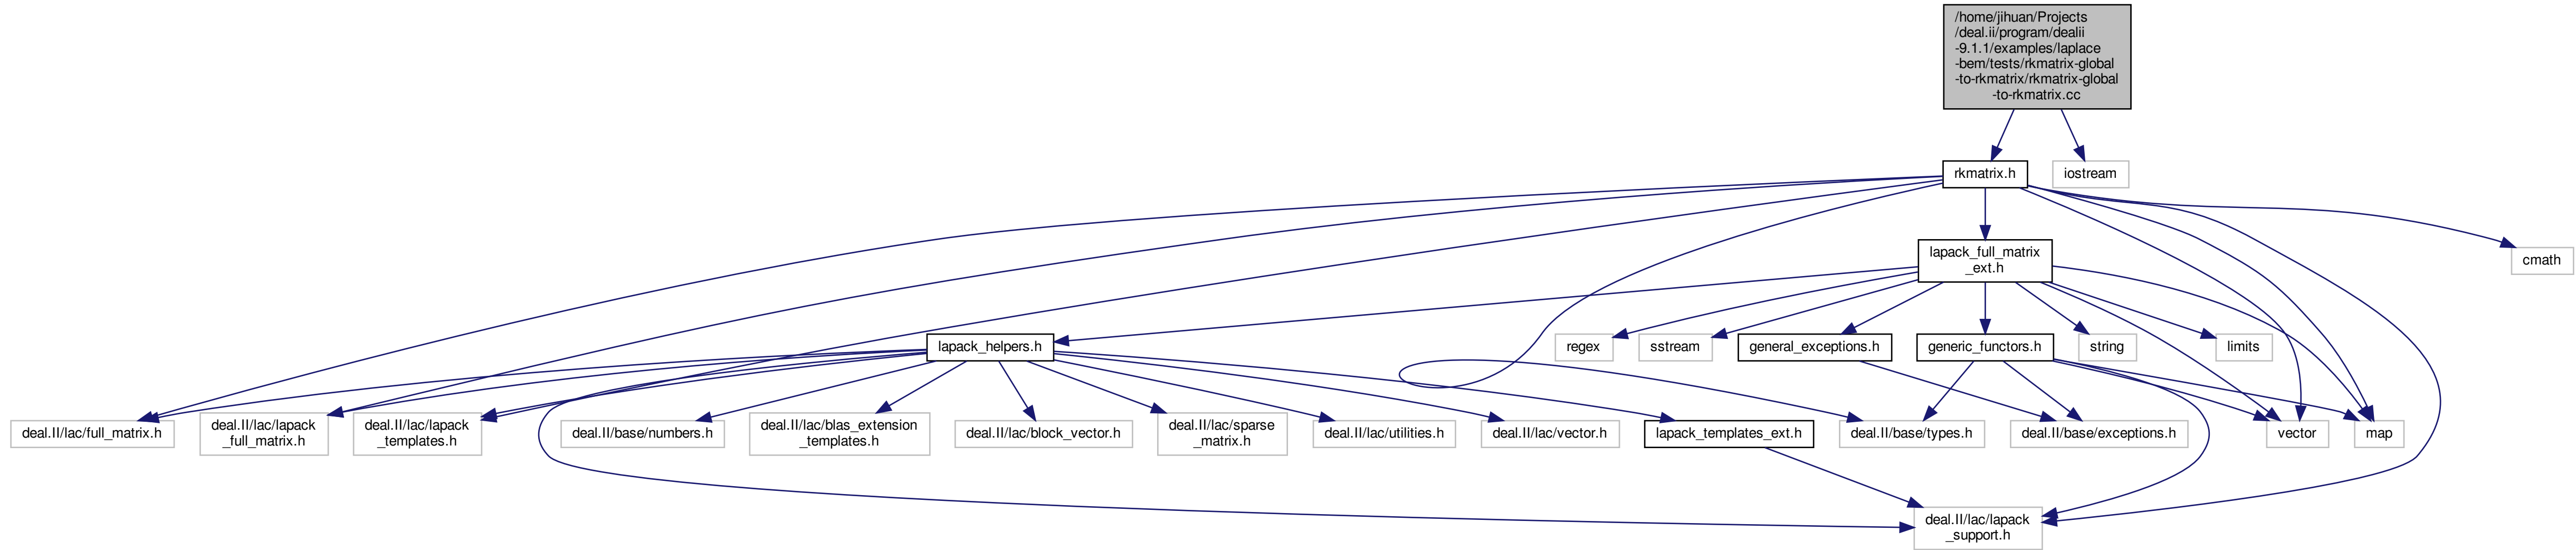 /home/jihuan/Projects
/deal.ii/program/dealii
-9.1.1/examples/laplace
-bem/tests/rkmatrix-global
-to-rkmatrix/rkmatrix-global
-to-rkmatrix.cc
rkmatrix.h
iostream
lapack_full_matrix
_ext.h
cmath
lapack_helpers.h
regex
sstream
general_exceptions.h
generic_functors.h
string
limits
deal.II/lac/full_matrix.h
deal.II/lac/lapack
_full_matrix.h
deal.II/lac/lapack
_templates.h
deal.II/base/numbers.h
deal.II/lac/blas_extension
_templates.h
deal.II/lac/block_vector.h
deal.II/lac/sparse
_matrix.h
deal.II/lac/utilities.h
deal.II/lac/vector.h
lapack_templates_ext.h
deal.II/base/types.h
deal.II/base/exceptions.h
vector
map
deal.II/lac/lapack
_support.h